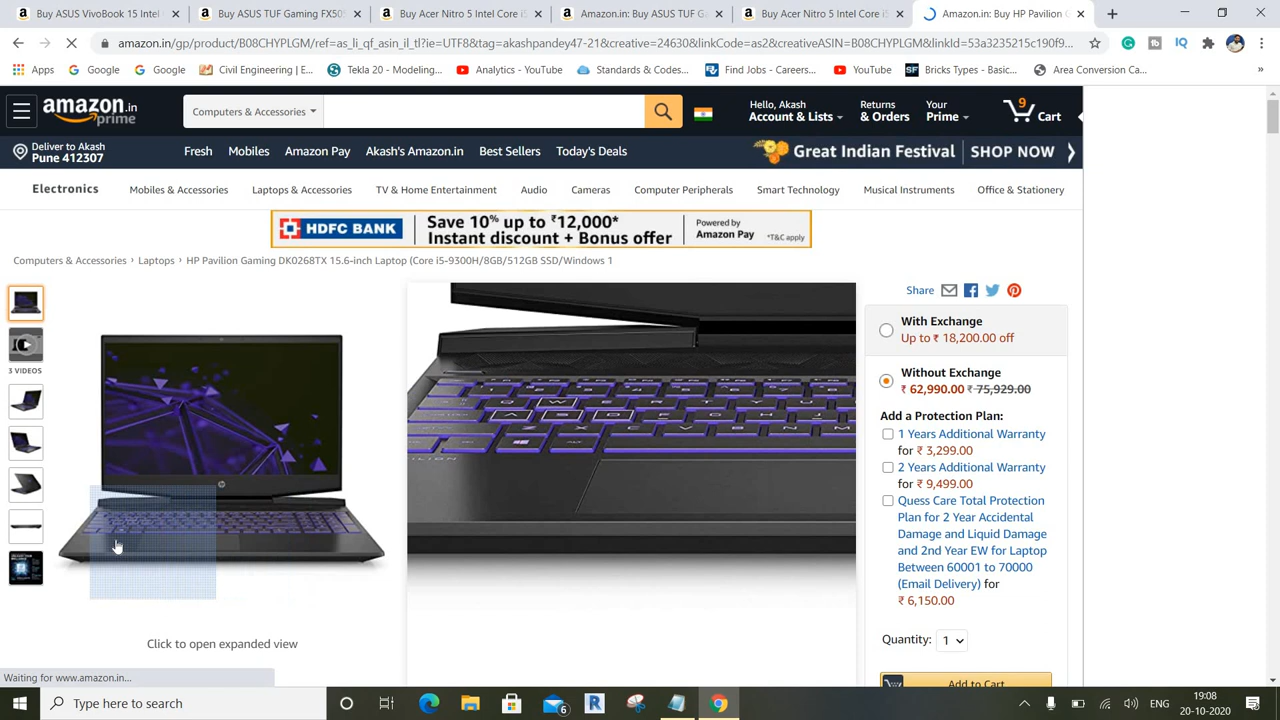 Buy ASUS VivoBook 15 Intel
Buy ASUS TUF Gaming FX505
Buy Acer Nitro 5 Intel Core i5
Amazon.in: Buy ASUS TUF G
Buy Acer Nitro 5 Intel Core i5
Amazon.in: Buy HP Pavilion G
amazon.in/gp/product/B08CHYPLGM/ref=as_li_qf_asin_il_tl?ie=UTF8&tag=akashpandey47-21&creative=24630&linkCode=as2&creativeASIN=B08CHYPLGM&linkId=53a3235215c190f9...
Apps
Google
Google
Civil Engineering | E...
Tekla 20 - Modeling...
Analytics - YouTube
Standards & Codes...
Find Jobs - Careers...
YouTube
Bricks Types - Basic...
Area Conversion Ca...
»
amazon.in
prime
Computers & Accessories
Hello, Akash
Account & Lists
Returns
& Orders
Your
Prime
9
Cart
Deliver to Akash
Pune 412307
Fresh
Mobiles
Amazon Pay
Akash's Amazon.in
Best Sellers
Today's Deals
Great Indian Festival | SHOP NOW
Electronics
Mobiles & Accessories
Laptops & Accessories
TV & Home Entertainment
Audio
Cameras
Computer Peripherals
Smart Technology
Musical Instruments
Office & Stationery
HDFC BANK
Save 10% up to ₹12,000*
Instant discount + Bonus offer
Powered by
Amazon Pay
*T&C apply
Computers & Accessories › Laptops › HP Pavilion Gaming DK0268TX 15.6-inch Laptop (Core i5-9300H/8GB/512GB SSD/Windows 1
3 VIDEOS
Click to open expanded view
Share
With Exchange
Up to ₹ 18,200.00 off
Without Exchange
₹ 62,990.00 ₹ 75,929.00
Add a Protection Plan:
1 Years Additional Warranty
for ₹ 3,299.00
2 Years Additional Warranty
for ₹ 9,499.00
Quess Care Total Protection
Plan for 2 Year Accidental
Damage and Liquid Damage
and 2nd Year EW for Laptop
Between 60001 to 70000
(Email Delivery) for
₹ 6,150.00
Quantity: 1
Add to Cart
Waiting for www.amazon.in...
Type here to search
6
ENG
19:08
20-10-2020